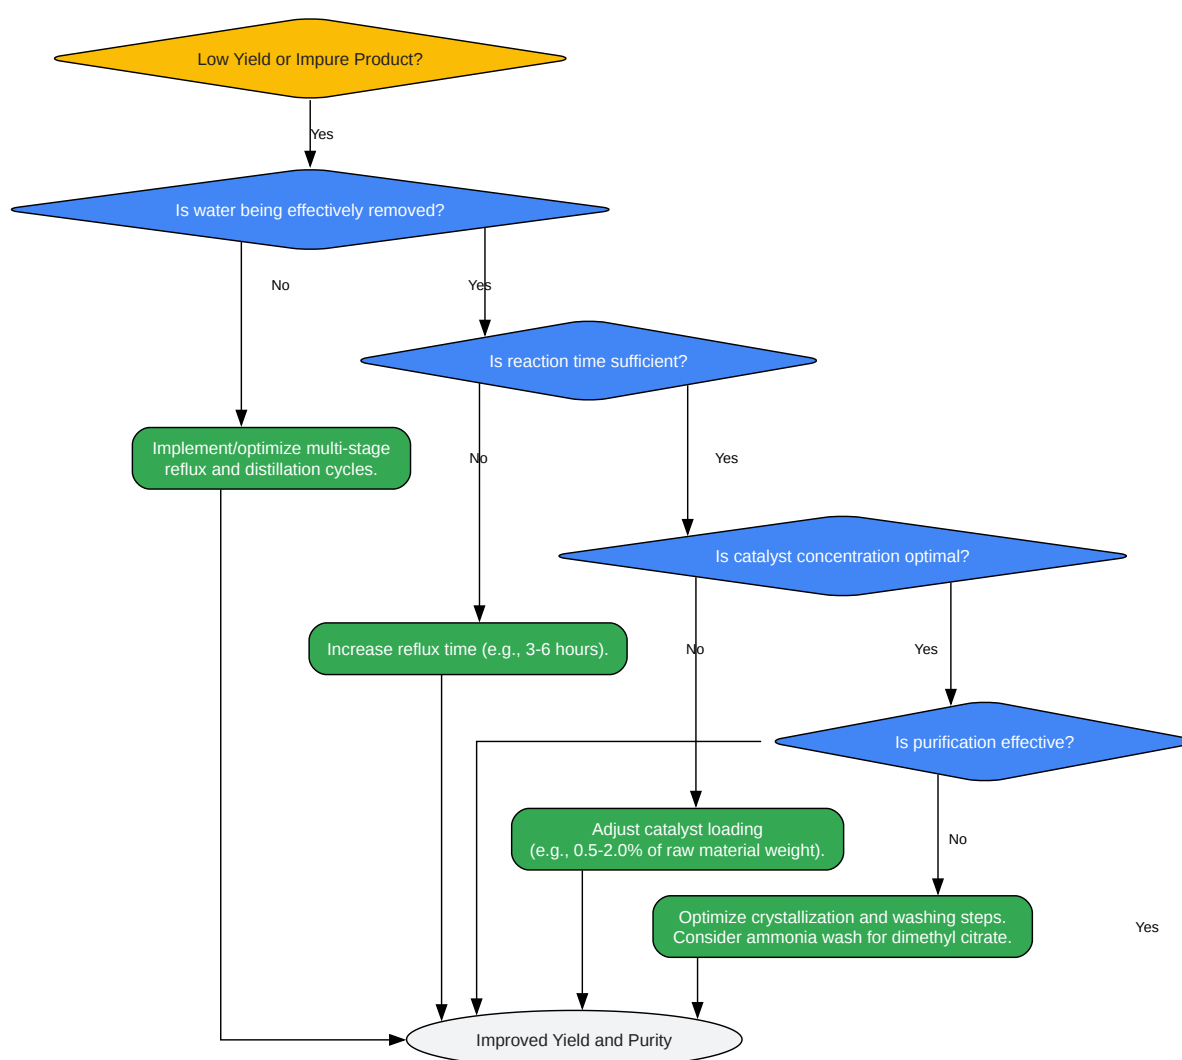 Low Yield or Impure Product?
Yes
Is water being effectively removed?
No
Yes
Is reaction time sufficient?
Implement/optimize multi-stage
reflux and distillation cycles.
No
Yes
Is catalyst concentration optimal?
Increase reflux time (e.g., 3-6 hours).
No
Yes
Is purification effective?
Adjust catalyst loading
(e.g., 0.5-2.0% of raw material weight).
No
Optimize crystallization and washing steps.
Consider ammonia wash for dimethyl citrate.
Yes
Improved Yield and Purity